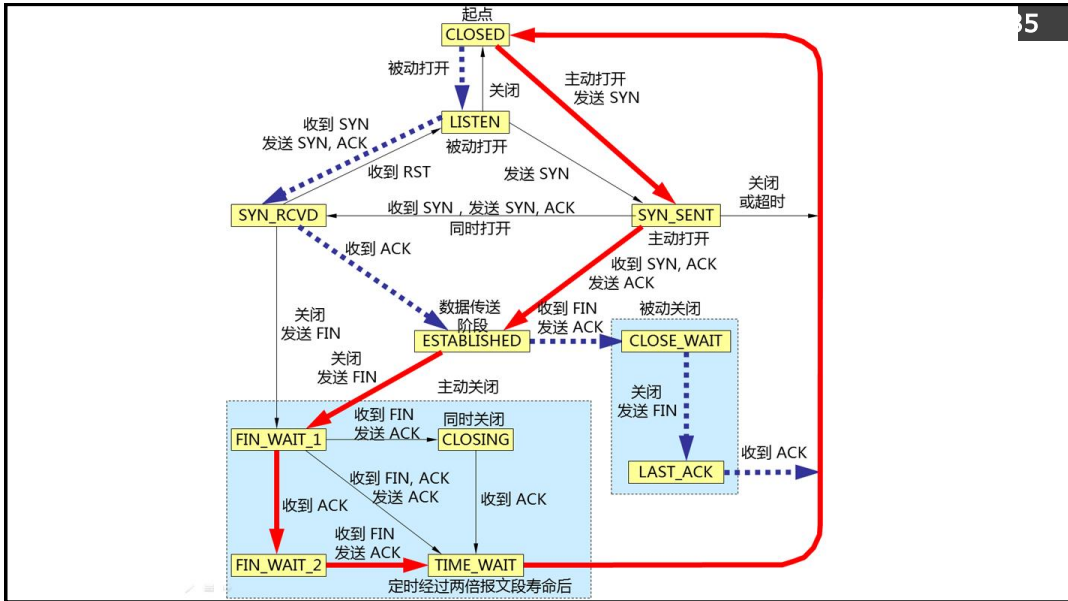 35
起点
CLOSED
被动打开
关闭
主动打开
发送 SYN
LISTEN
被动打开
收到 SYN
发送 SYN, ACK
收到 RST
发送 SYN
关闭
或超时
SYN_RCVD
收到 SYN , 发送 SYN, ACK
同时打开
SYN_SENT
主动打开
收到 ACK
收到 SYN, ACK
发送 ACK
数据传送
阶段
ESTABLISHED
收到 FIN
发送 ACK
被动关闭
CLOSE_WAIT
关闭
发送 FIN
关闭
发送 FIN
主动关闭
关闭
发送 FIN
FIN_WAIT_1
收到 FIN
发送 ACK
同时关闭
CLOSING
LAST_ACK
收到 ACK
收到 FIN, ACK
发送 ACK
收到 ACK
收到 ACK
FIN_WAIT_2
收到 FIN
发送 ACK
TIME_WAIT
定时经过两倍报文段寿命后